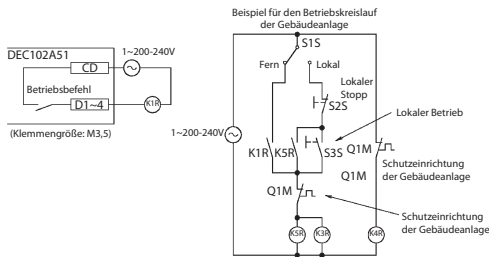 Beispiel für den Betriebskreislauf
der Gebäudeanlage
DEC102A51
1~200-240V
CD
Betriebsbefehl
D1~4
K1R
(Klemmengröße: M3,5)
S1S
Fern
Lokal
Lokaler
Stopp
S2S
Lokaler Betrieb
1~200-240V
K1R
K5R
S3S
Q1M
Schutzeinrichtung
der Gebäudeanlage
Q1M
Q1M
Schutzeinrichtung
der Gebäudeanlage
K5R
K3R
K4R